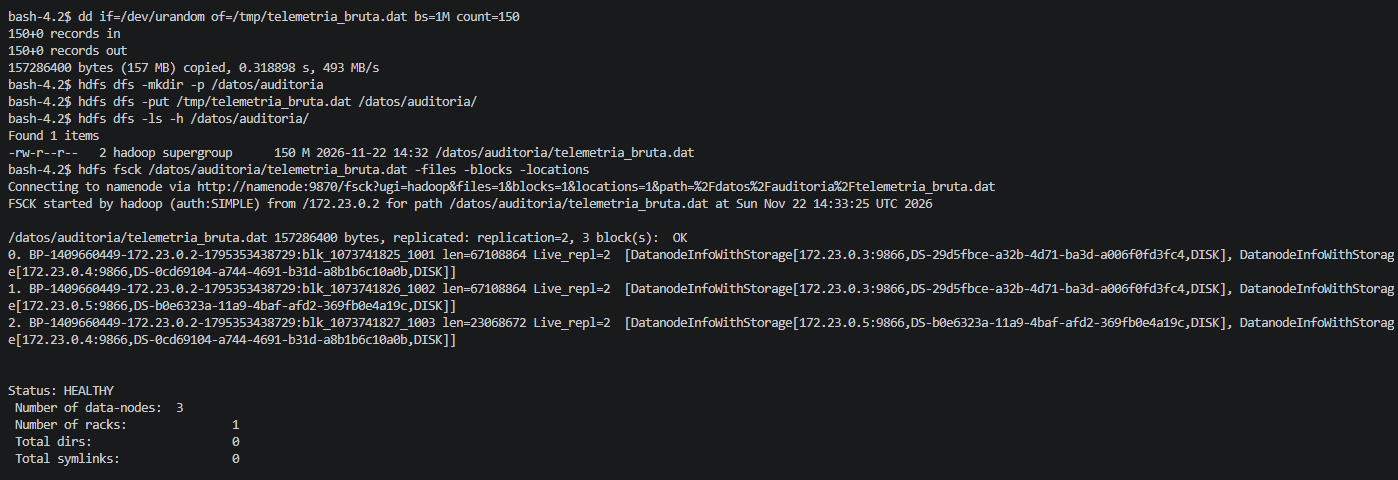 bash-4.2$ dd if=/dev/urandom of=/tmp/telemetria_bruta.dat bs=1M count=150
150+0 records in
150+0 records out
157286400 bytes (157 MB) copied, 0.318898 s, 493 MB/s
bash-4.2$ hdfs dfs -mkdir -p /datos/auditoria
bash-4.2$ hdfs dfs -put /tmp/telemetria_bruta.dat /datos/auditoria/
bash-4.2$ hdfs dfs -ls -h /datos/auditoria/
Found 1 items
-rw-r--r--   2 hadoop supergroup      150 M 2026-11-22 14:32 /datos/auditoria/telemetria_bruta.dat
bash-4.2$ hdfs fsck /datos/auditoria/telemetria_bruta.dat -files -blocks -locations
Connecting to namenode via http://namenode:9870/fsck?ugi=hadoop&files=1&blocks=1&locations=1&path=%2Fdatos%2Fauditoria%2Ftelemetria_bruta.dat
FSCK started by hadoop (auth:SIMPLE) from /172.23.0.2 for path /datos/auditoria/telemetria_bruta.dat at Sun Nov 22 14:33:25 UTC 2026

/datos/auditoria/telemetria_bruta.dat 157286400 bytes, replicated: replication=2, 3 block(s):  OK
0. BP-1409660449-172.23.0.2-1795353438729:blk_1073741825_1001 len=67108864 Live_repl=2  [DatanodeInfoWithStorage[172.23.0.3:9866,DS-29d5fbce-a32b-4d71-ba3d-a006f0fd3fc4,DISK], DatanodeInfoWithStorag
e[172.23.0.4:9866,DS-0cd69104-a744-4691-b31d-a8b1b6c10a0b,DISK]]
1. BP-1409660449-172.23.0.2-1795353438729:blk_1073741826_1002 len=67108864 Live_repl=2  [DatanodeInfoWithStorage[172.23.0.3:9866,DS-29d5fbce-a32b-4d71-ba3d-a006f0fd3fc4,DISK], DatanodeInfoWithStorag
e[172.23.0.5:9866,DS-b0e6323a-11a9-4baf-afd2-369fb0e4a19c,DISK]]
2. BP-1409660449-172.23.0.2-1795353438729:blk_1073741827_1003 len=23068672 Live_repl=2  [DatanodeInfoWithStorage[172.23.0.5:9866,DS-b0e6323a-11a9-4baf-afd2-369fb0e4a19c,DISK], DatanodeInfoWithStorag
e[172.23.0.4:9866,DS-0cd69104-a744-4691-b31d-a8b1b6c10a0b,DISK]]

Status: HEALTHY
 Number of data-nodes:  3
 Number of racks:               1
 Total dirs:                    0
 Total symlinks:                0